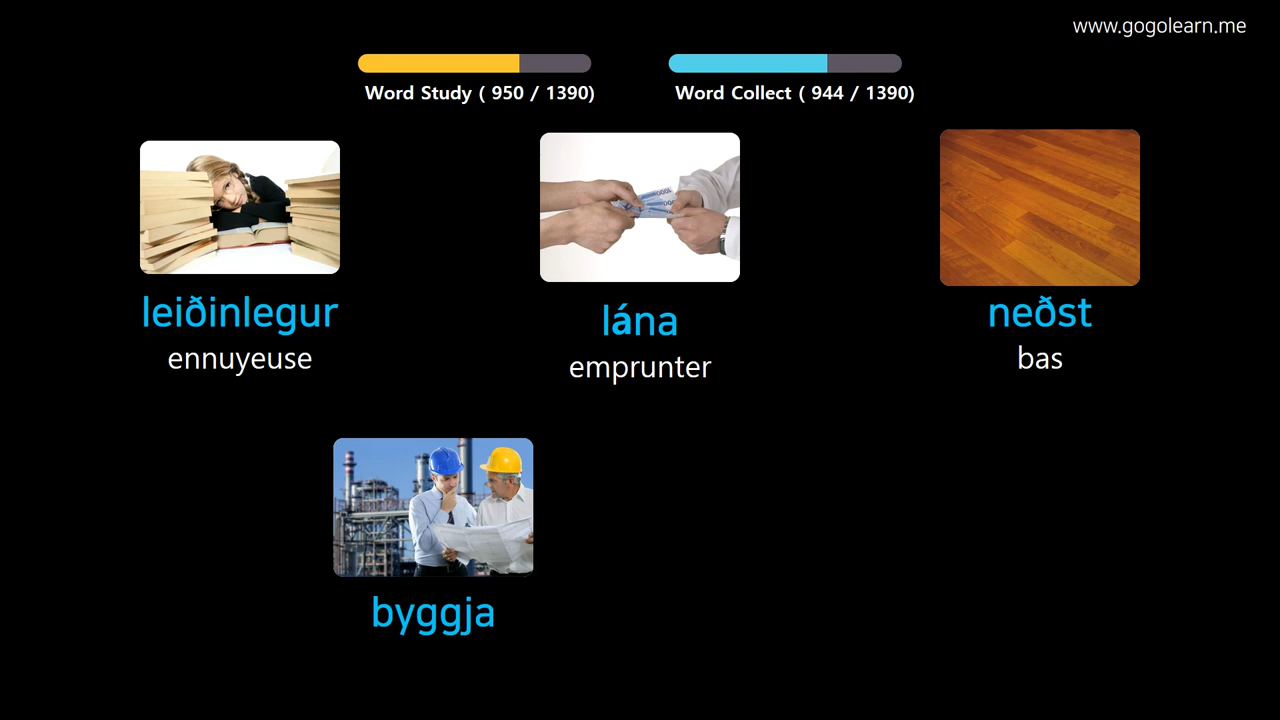 www.gogolearn.me
Word Study ( 950 / 1390)
Word Collect ( 944 / 1390)
leiðinlegur
ennuyeuse
lána
emprunter
neðst
bas
byggja